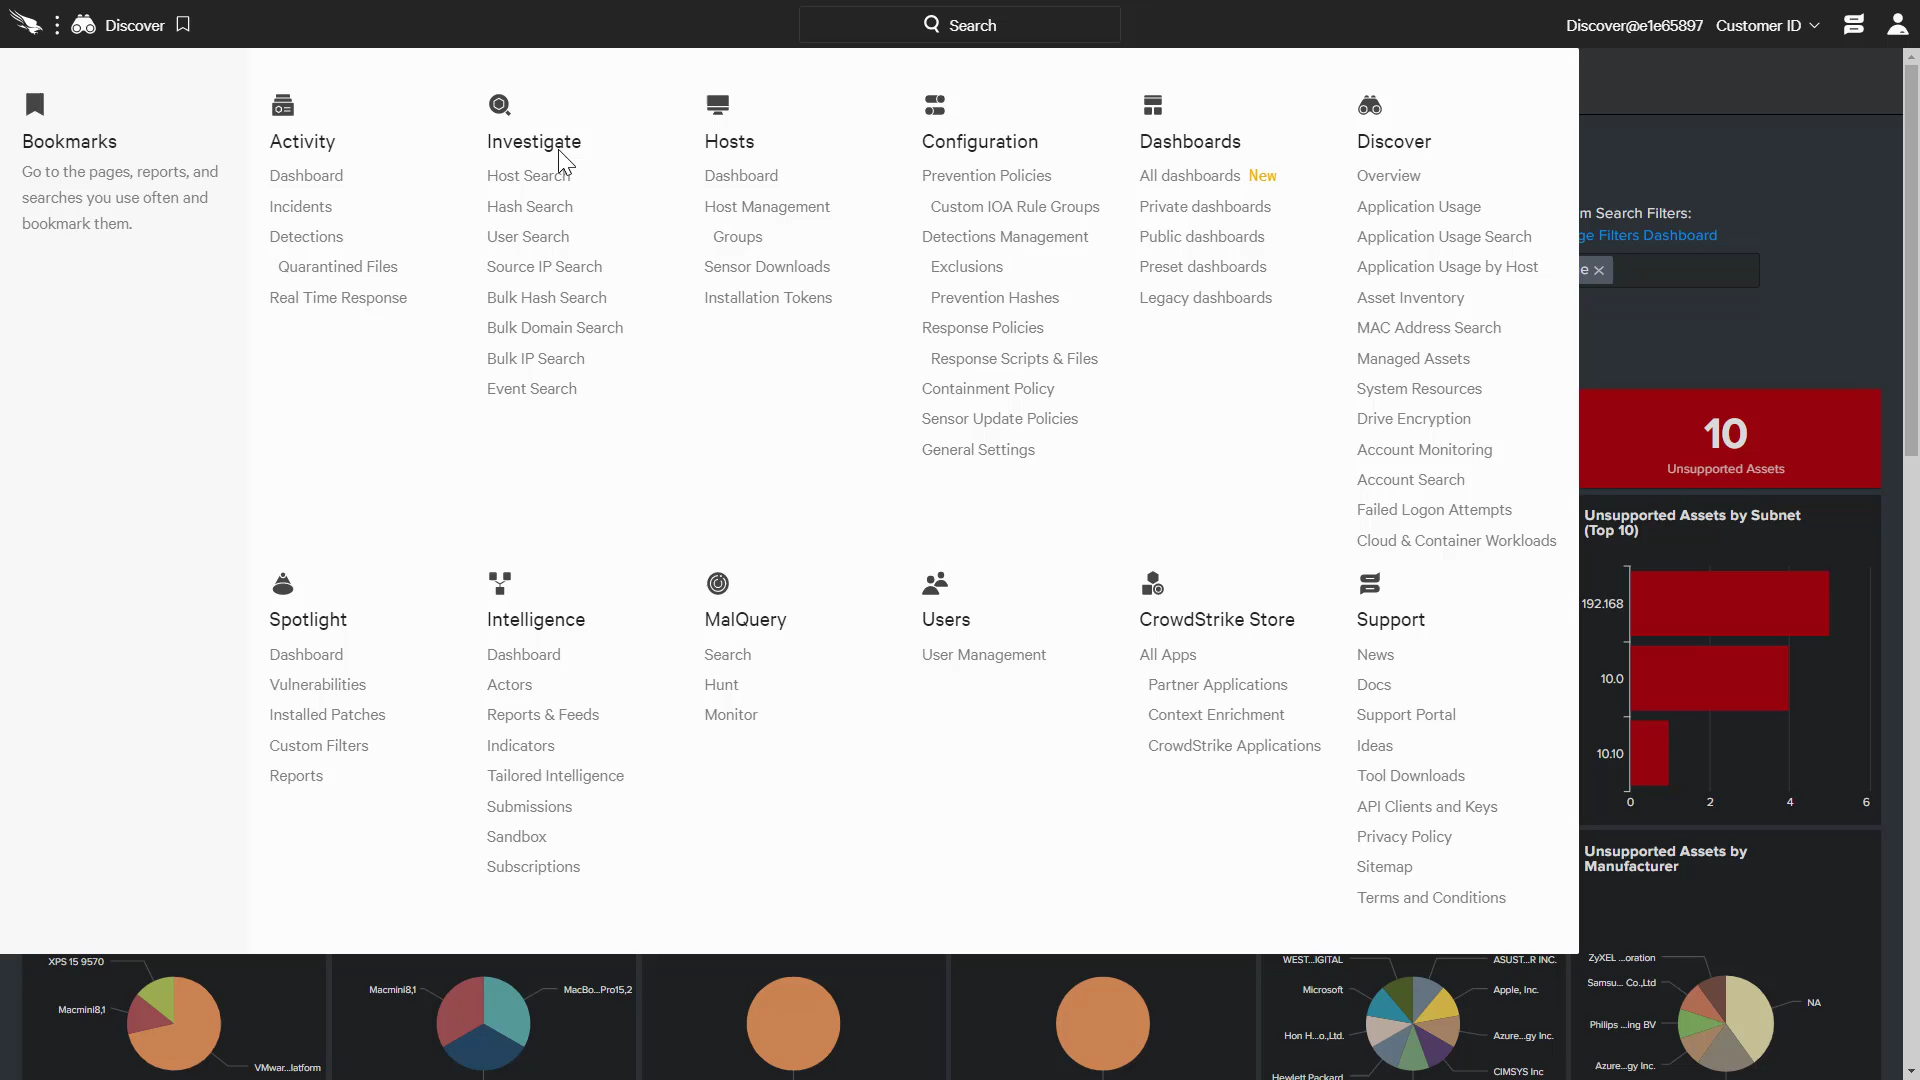 Discover
Search
Discover@e1e65897 Customer ID
Bookmarks
Go to the pages, reports, and
searches you use often and
bookmark them.
Activity
Dashboard
Incidents
Detections
Quarantined Files
Real Time Response
Investigate
Host Search
Hash Search
User Search
Source IP Search
Bulk Hash Search
Bulk Domain Search
Bulk IP Search
Event Search
Hosts
Dashboard
Host Management
Groups
Sensor Downloads
Installation Tokens
Configuration
Prevention Policies
Custom IOA Rule Groups
Detections Management
Exclusions
Prevention Hashes
Response Policies
Response Scripts & Files
Containment Policy
Sensor Update Policies
General Settings
Dashboards
All dashboards New
Private dashboards
Public dashboards
Preset dashboards
Legacy dashboards
Discover
Overview
Application Usage
Application Usage Search
Application Usage by Host
Asset Inventory
MAC Address Search
Managed Assets
System Resources
Drive Encryption
Account Monitoring
Account Search
Failed Logon Attempts
Cloud & Container Workloads
Spotlight
Dashboard
Vulnerabilities
Installed Patches
Custom Filters
Reports
Intelligence
Dashboard
Actors
Reports & Feeds
Indicators
Tailored Intelligence
Submissions
Sandbox
Subscriptions
MalQuery
Search
Hunt
Monitor
Users
User Management
CrowdStrike Store
All Apps
Partner Applications
Context Enrichment
CrowdStrike Applications
Support
News
Docs
Support Portal
Ideas
Tool Downloads
API Clients and Keys
Privacy Policy
Sitemap
Terms and Conditions
m Search Filters:
ge Filters Dashboard
e
10
Unsupported Assets
Unsupported Assets by Subnet
(Top 10)
192.168
10.0
10.10
0 2 4 6
Unsupported Assets by
Manufacturer
XPS 15 9570
Macmini8,1
VMwar...latform
Macmini8,1
MacBo...Pro15,2
WEST...IGITAL
Microsoft
Hon H...o.,Ltd.
Hewlett Packard
ASUST...R INC.
Apple, Inc.
Azure...gy Inc.
CIMSYS Inc
ZyXEL ...oration
Samsu... Co.,Ltd
Philips ...ing BV
Azure...gy Inc.
NA